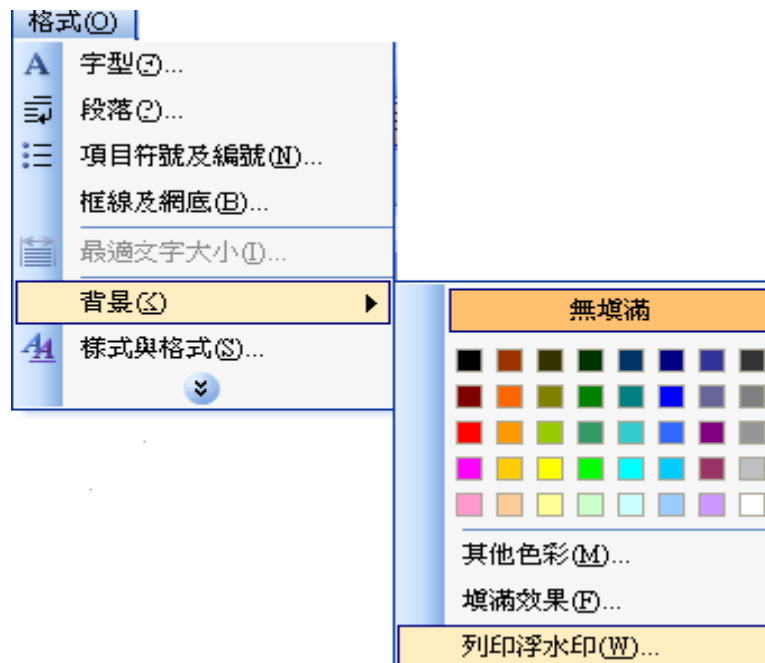 格式(O)
字型(F)...
段落(P)...
項目符號及編號(N)...
框線及網底(B)...
最適文字大小(I)...
背景(K)
樣式與格式(S)...
無填滿
其他色彩(M)...
填滿效果(F)...
列印浮水印(W)...